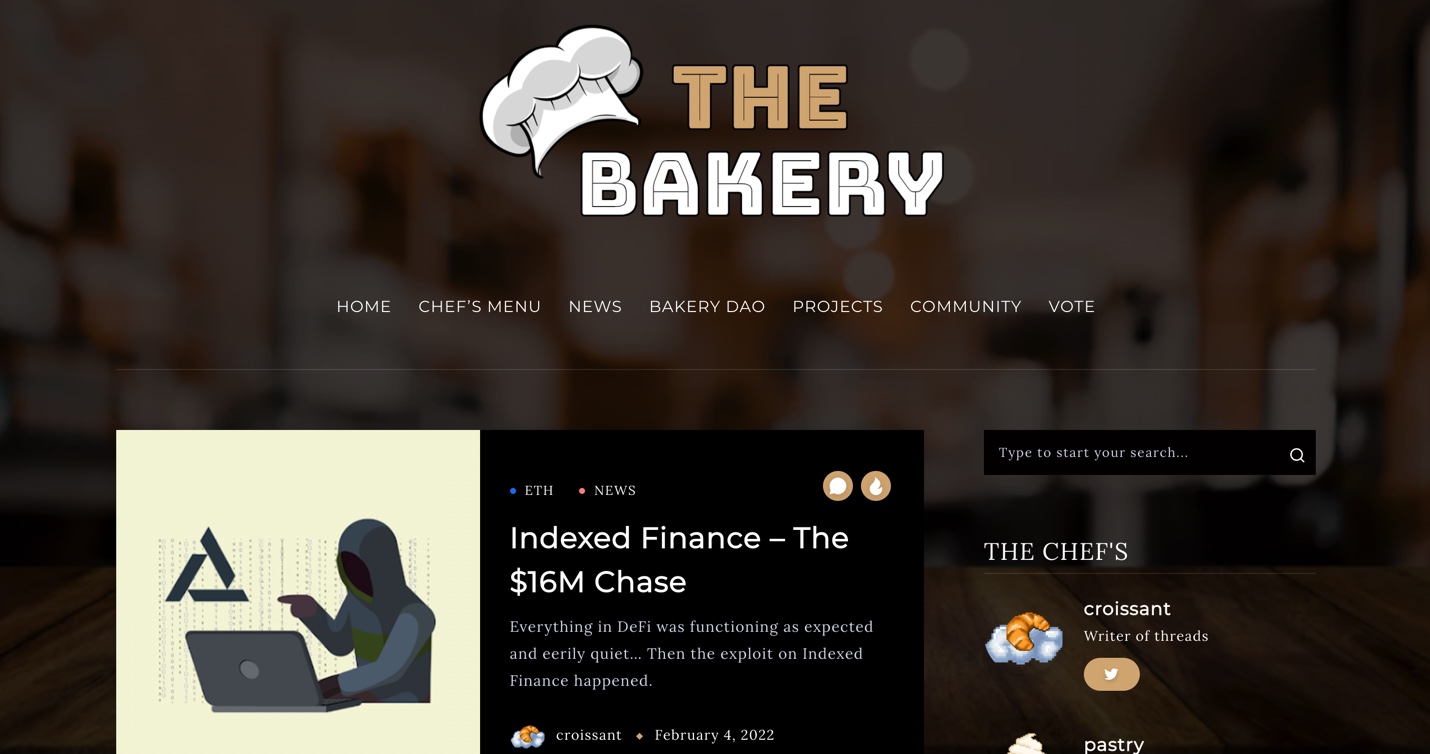 THE
BAKERY
HOME CHEF’S MENU NEWS BAKERY DAO PROJECTS COMMUNITY VOTE
ETH NEWS
Indexed Finance – The
$16M Chase
Everything in DeFi was functioning as expected
and eerily quiet... Then the exploit on Indexed
Finance happened.
croissant February 4, 2022
Type to start your search...
THE CHEF'S
croissant
Writer of threads
pastry